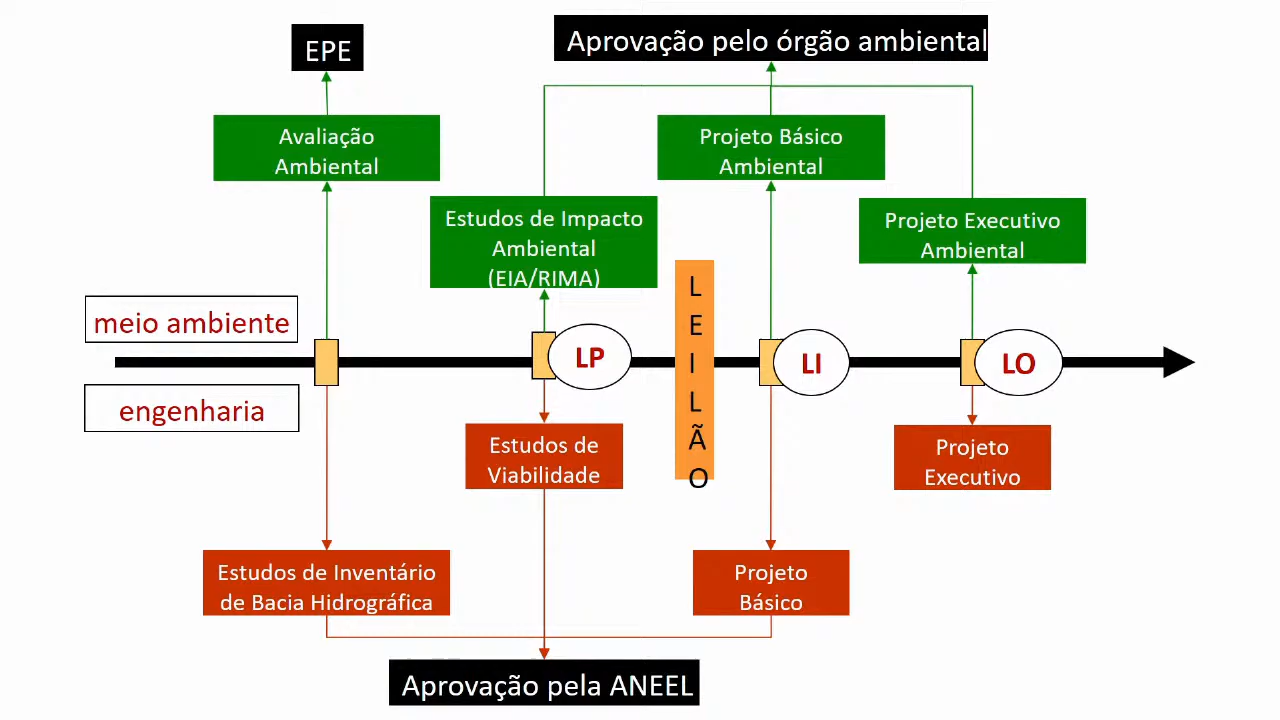 EPE
Aprovação pelo órgão ambiental
Avaliação
Ambiental
Projeto Básico
Ambiental
Estudos de Impacto
Ambiental
(EIA/RIMA)
Projeto Executivo
Ambiental
meio ambiente
engenharia
LP
L
E
I
L
Ã
O
LI
LO
Estudos de
Viabilidade
Projeto
Executivo
Estudos de Inventário
de Bacia Hidrográfica
Projeto
Básico
Aprovação pela ANEEL